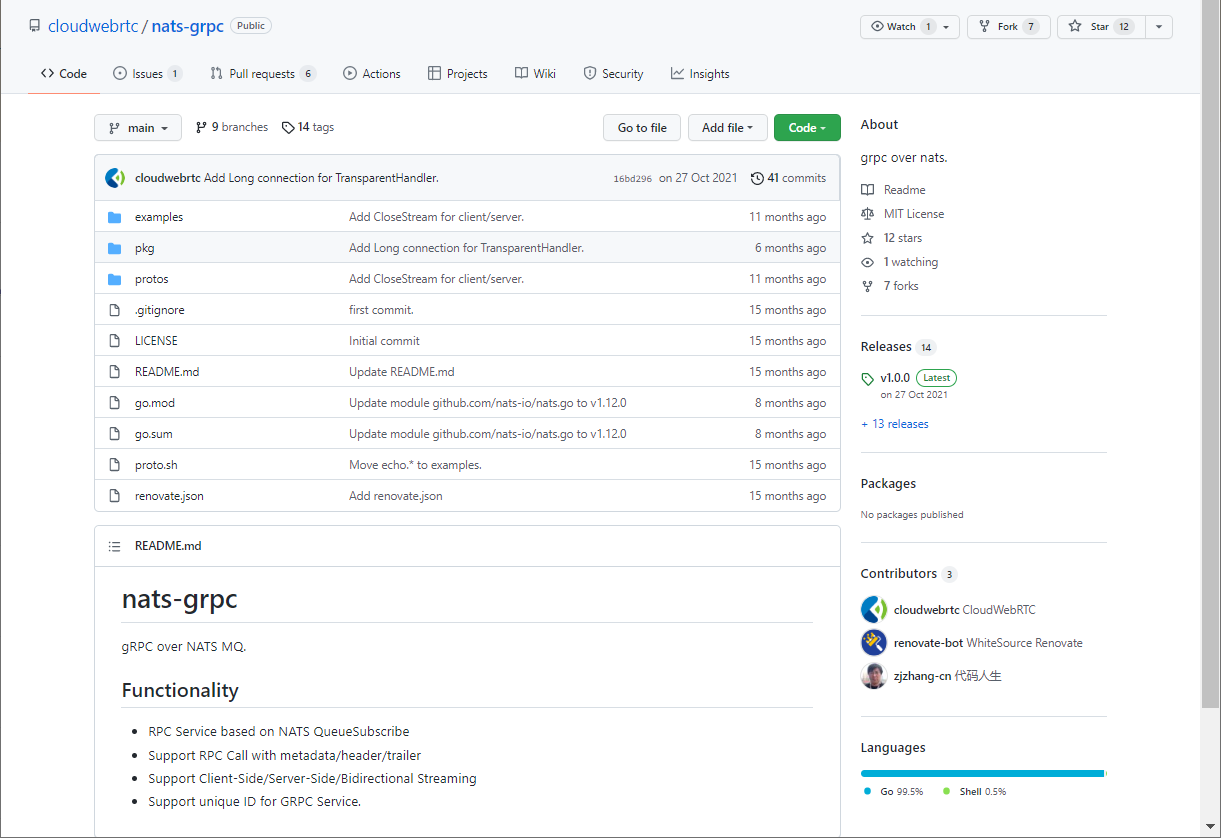 cloudwebrtc / nats-grpc Public
Watch 1 Fork 7 Star 12
Code Issues 1 Pull requests 6 Actions Projects Wiki Security Insights
main 9 branches 14 tags Go to file Add file Code
cloudwebrtc Add Long connection for TransparentHandler. 16bd296 on 27 Oct 2021 41 commits
examples Add CloseStream for client/server. 11 months ago
pkg Add Long connection for TransparentHandler. 6 months ago
protos Add CloseStream for client/server. 11 months ago
.gitignore first commit. 15 months ago
LICENSE Initial commit 15 months ago
README.md Update README.md 15 months ago
go.mod Update module github.com/nats-io/nats.go to v1.12.0 8 months ago
go.sum Update module github.com/nats-io/nats.go to v1.12.0 8 months ago
proto.sh Move echo.* to examples. 15 months ago
renovate.json Add renovate.json 15 months ago
README.md
nats-grpc
gRPC over NATS MQ.
Functionality
• RPC Service based on NATS QueueSubscribe
• Support RPC Call with metadata/header/trailer
• Support Client-Side/Server-Side/Bidirectional Streaming
• Support unique ID for GRPC Service.
About
grpc over nats.
Readme
MIT License
12 stars
1 watching
7 forks
Releases 14
v1.0.0 Latest
on 27 Oct 2021
+ 13 releases
Packages
No packages published
Contributors 3
cloudwebrtc CloudWebRTC
renovate-bot WhiteSource Renovate
zjzhang-cn 代码人生
Languages
Go 99.5% Shell 0.5%